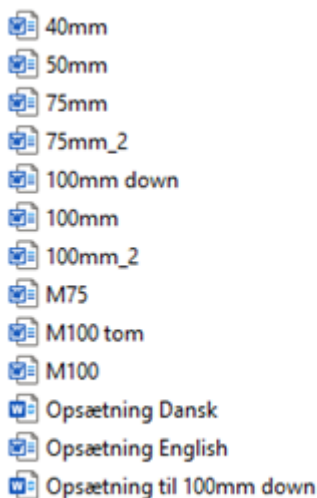 40mm
50mm
75mm
75mm_2
100mm down
100mm
100mm_2
M75
M100 tom
M100
Opsætning Dansk
Opsætning English
Opsætning til 100mm down